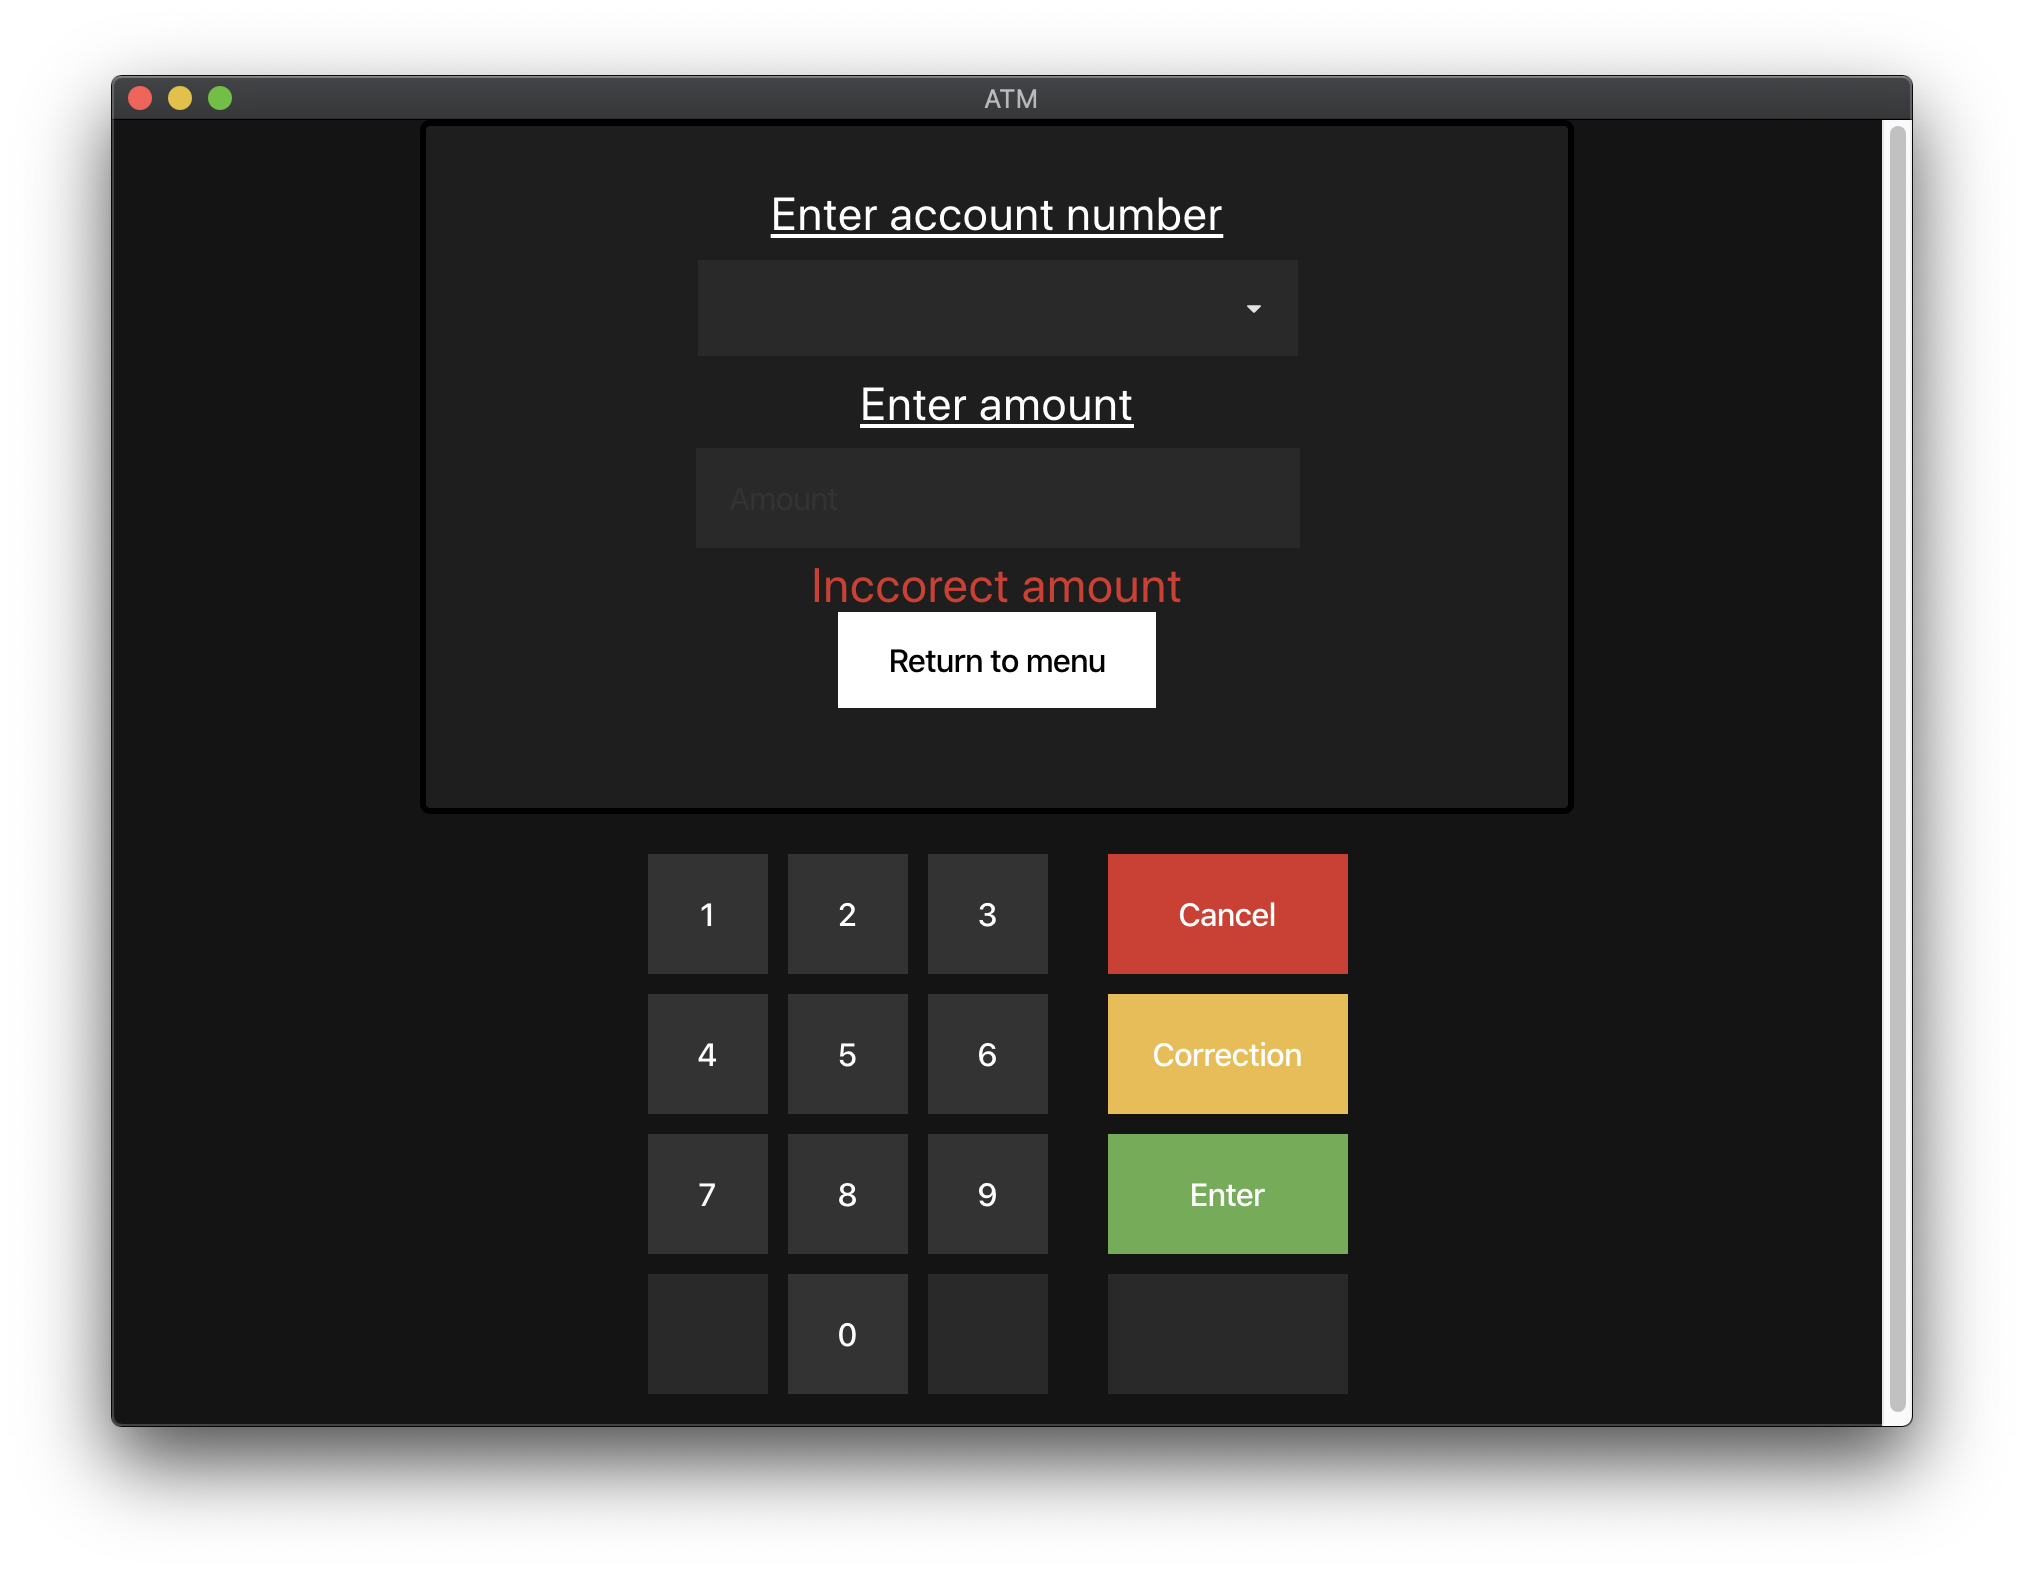 ATM
Enter account number
Enter amount
Amount
Inccorect amount
Return to menu
1 2 3 Cancel
4 5 6 Correction
7 8 9 Enter
0